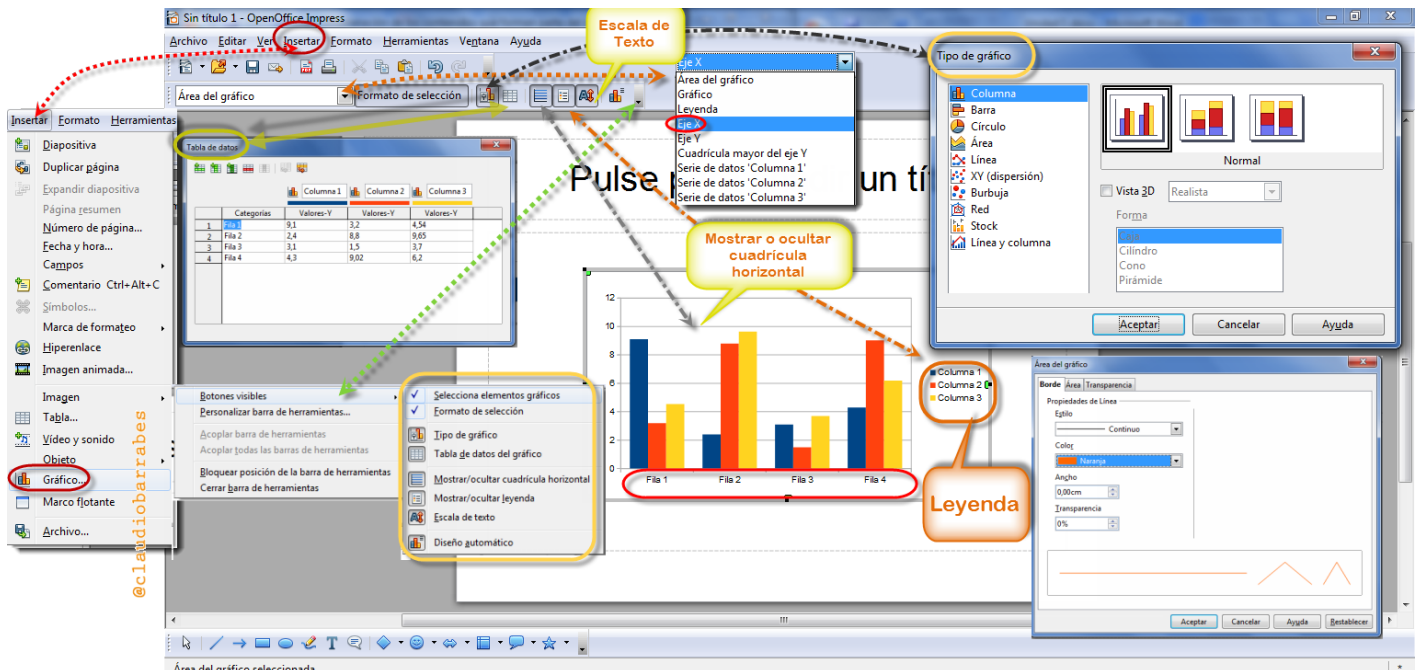 Sin título 1 - OpenOffice Impress
Archivo Editar Ver Insertar Formato Herramientas Ventana Ayuda
Escala de
Texto
Área del gráfico
Formato de selección
Eje X
Área del gráfico
Gráfico
Leyenda
Eje X
Eje Y
Cuadrícula mayor del eje Y
Serie de datos 'Columna 1'
Serie de datos 'Columna 2'
Serie de datos 'Columna 3'
Tipo de gráfico
Columna
Barra
Círculo
Área
Línea
XY (dispersión)
Burbuja
Red
Stock
Línea y columna
Normal
Vista 3D
Realista
Forma
Caja
Cilindro
Cono
Pirámide
Aceptar Cancelar Ayuda
Insertar Formato Herramientas
Diapositiva
Duplicar página
Expandir diapositiva
Página resumen
Número de página...
Fecha y hora...
Campos
Comentario Ctrl+Alt+C
Símbolos...
Marca de formateo
Hiperenlace
Imagen animada...
Imagen
Tabla...
Vídeo y sonido
Objeto
Gráfico...
Marco flotante
Archivo...
@claudiobarrabes
Tabla de datos
Columna 1 Columna 2 Columna 3
Categorías Valores-Y Valores-Y Valores-Y
1 Fila 1 9,1 3,2 4,54
2 Fila 2 2,4 8,8 9,65
3 Fila 3 3,1 1,5 3,7
4 Fila 4 4,3 9,02 6,2
Pulse p
un tí
Mostrar o ocultar
cuadrícula
horizontal
12
10
8
6
4
2
0
Fila 1 Fila 2 Fila 3 Fila 4
Columna 1
Columna 2
Columna 3
Leyenda
Botones visibles
Personalizar barra de herramientas...
Acoplar barra de herramientas
Acoplar todas las barras de herramientas
Bloquear posición de la barra de herramientas
Cerrar barra de herramientas
Selecciona elementos gráficos
Formato de selección
Tipo de gráfico
Tabla de datos del gráfico
Mostrar/ocultar cuadrícula horizontal
Mostrar/ocultar leyenda
Escala de texto
Diseño automático
Área del gráfico
Borde Área Transparencia
Propiedades de Línea
Estilo
Continuo
Color
Naranja
Ancho
0,00cm
Transparencia
0%
Aceptar Cancelar Ayuda Restablecer
Área del gráfico seleccionada